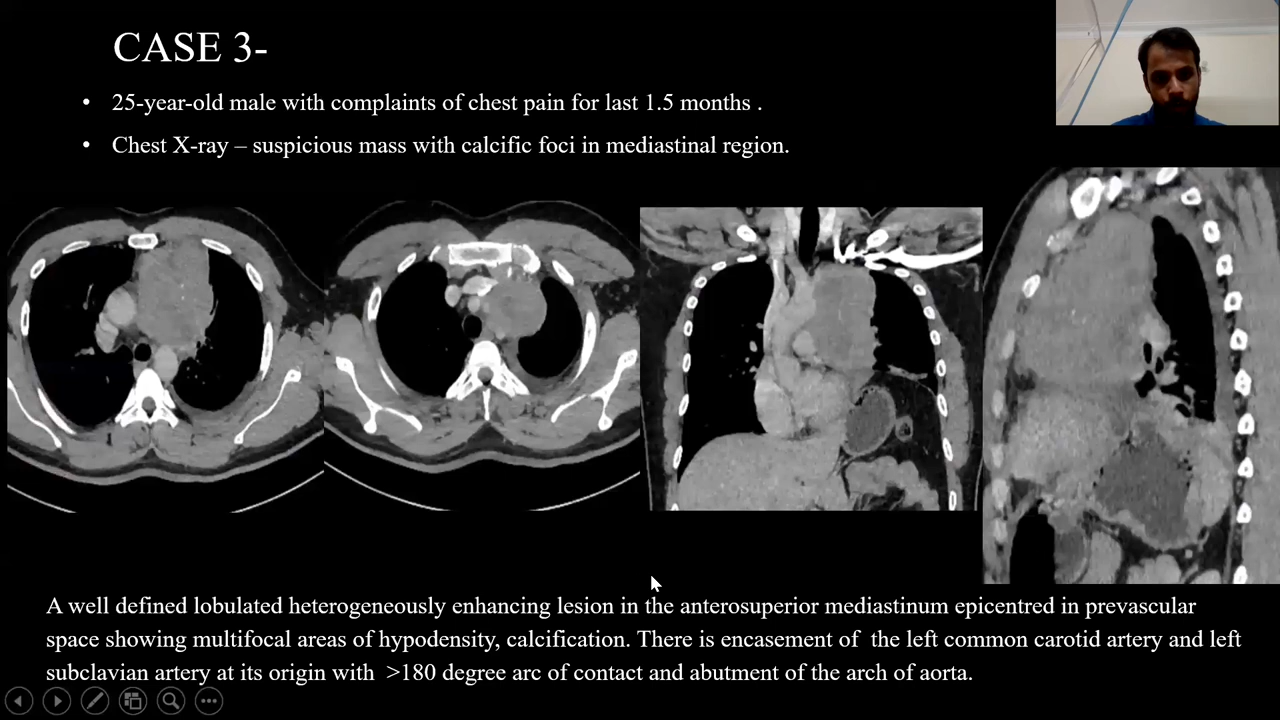 CASE 3-
• 25-year-old male with complaints of chest pain for last 1.5 months .
• Chest X-ray – suspicious mass with calcific foci in mediastinal region.
A well defined lobulated heterogeneously enhancing lesion in the anterosuperior mediastinum epicentred in prevascular
space showing multifocal areas of hypodensity, calcification. There is encasement of the left common carotid artery and left
subclavian artery at its origin with >180 degree arc of contact and abutment of the arch of aorta.